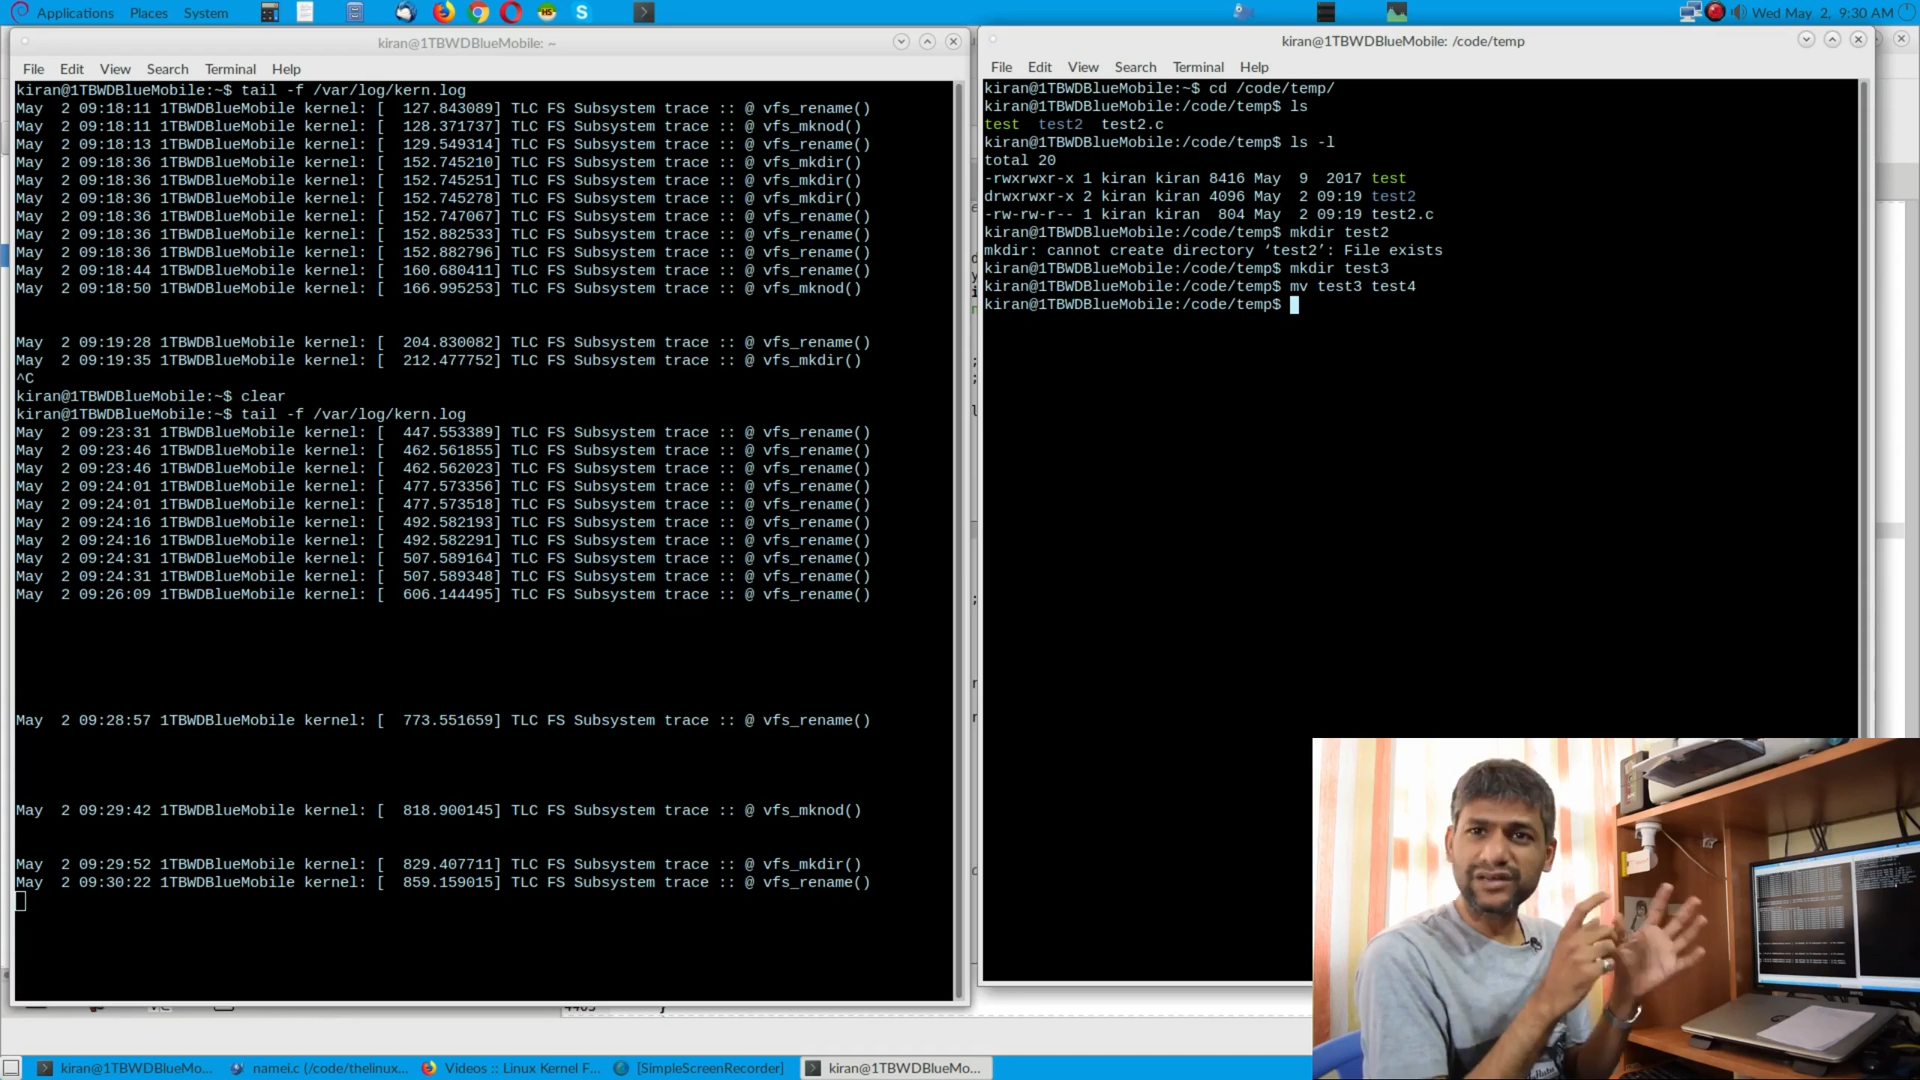 Applications Places System
Wed May 2, 9:30 AM
kiran@1TBWDBlueMobile: ~
File Edit View Search Terminal Help
kiran@1TBWDBlueMobile:~$ tail -f /var/log/kern.log
May  2 09:18:11 1TBWDBlueMobile kernel: [  127.843089] TLC FS Subsystem trace :: @ vfs_rename()
May  2 09:18:11 1TBWDBlueMobile kernel: [  128.371737] TLC FS Subsystem trace :: @ vfs_mknod()
May  2 09:18:13 1TBWDBlueMobile kernel: [  129.549314] TLC FS Subsystem trace :: @ vfs_rename()
May  2 09:18:36 1TBWDBlueMobile kernel: [  152.745210] TLC FS Subsystem trace :: @ vfs_mkdir()
May  2 09:18:36 1TBWDBlueMobile kernel: [  152.745251] TLC FS Subsystem trace :: @ vfs_mkdir()
May  2 09:18:36 1TBWDBlueMobile kernel: [  152.745278] TLC FS Subsystem trace :: @ vfs_mkdir()
May  2 09:18:36 1TBWDBlueMobile kernel: [  152.747067] TLC FS Subsystem trace :: @ vfs_rename()
May  2 09:18:36 1TBWDBlueMobile kernel: [  152.882533] TLC FS Subsystem trace :: @ vfs_rename()
May  2 09:18:36 1TBWDBlueMobile kernel: [  152.882796] TLC FS Subsystem trace :: @ vfs_rename()
May  2 09:18:44 1TBWDBlueMobile kernel: [  160.680411] TLC FS Subsystem trace :: @ vfs_rename()
May  2 09:18:50 1TBWDBlueMobile kernel: [  166.995253] TLC FS Subsystem trace :: @ vfs_mknod()
May  2 09:19:28 1TBWDBlueMobile kernel: [  204.830082] TLC FS Subsystem trace :: @ vfs_rename()
May  2 09:19:35 1TBWDBlueMobile kernel: [  212.477752] TLC FS Subsystem trace :: @ vfs_mkdir()
^C
kiran@1TBWDBlueMobile:~$ clear
kiran@1TBWDBlueMobile:~$ tail -f /var/log/kern.log
May  2 09:23:31 1TBWDBlueMobile kernel: [  447.553389] TLC FS Subsystem trace :: @ vfs_rename()
May  2 09:23:46 1TBWDBlueMobile kernel: [  462.561855] TLC FS Subsystem trace :: @ vfs_rename()
May  2 09:23:46 1TBWDBlueMobile kernel: [  462.562023] TLC FS Subsystem trace :: @ vfs_rename()
May  2 09:24:01 1TBWDBlueMobile kernel: [  477.573356] TLC FS Subsystem trace :: @ vfs_rename()
May  2 09:24:01 1TBWDBlueMobile kernel: [  477.573518] TLC FS Subsystem trace :: @ vfs_rename()
May  2 09:24:16 1TBWDBlueMobile kernel: [  492.582193] TLC FS Subsystem trace :: @ vfs_rename()
May  2 09:24:16 1TBWDBlueMobile kernel: [  492.582291] TLC FS Subsystem trace :: @ vfs_rename()
May  2 09:24:31 1TBWDBlueMobile kernel: [  507.589164] TLC FS Subsystem trace :: @ vfs_rename()
May  2 09:24:31 1TBWDBlueMobile kernel: [  507.589348] TLC FS Subsystem trace :: @ vfs_rename()
May  2 09:26:09 1TBWDBlueMobile kernel: [  606.144495] TLC FS Subsystem trace :: @ vfs_rename()
May  2 09:28:57 1TBWDBlueMobile kernel: [  773.551659] TLC FS Subsystem trace :: @ vfs_rename()
May  2 09:29:42 1TBWDBlueMobile kernel: [  818.900145] TLC FS Subsystem trace :: @ vfs_mknod()
May  2 09:29:52 1TBWDBlueMobile kernel: [  829.407711] TLC FS Subsystem trace :: @ vfs_mkdir()
May  2 09:30:22 1TBWDBlueMobile kernel: [  859.159015] TLC FS Subsystem trace :: @ vfs_rename()
kiran@1TBWDBlueMobile: /code/temp
File Edit View Search Terminal Help
kiran@1TBWDBlueMobile:~$ cd /code/temp/
kiran@1TBWDBlueMobile:/code/temp$ ls
test  test2  test2.c
kiran@1TBWDBlueMobile:/code/temp$ ls -l
total 20
-rwxrwxr-x 1 kiran kiran 8416 May  9  2017 test
drwxrwxr-x 2 kiran kiran 4096 May  2 09:19 test2
-rw-rw-r-- 1 kiran kiran  804 May  2 09:19 test2.c
kiran@1TBWDBlueMobile:/code/temp$ mkdir test2
mkdir: cannot create directory ‘test2’: File exists
kiran@1TBWDBlueMobile:/code/temp$ mkdir test3
kiran@1TBWDBlueMobile:/code/temp$ mv test3 test4
kiran@1TBWDBlueMobile:/code/temp$
kiran@1TBWDBlueMo...
namei.c (/code/thelinux...
Videos :: Linux Kernel F...
[SimpleScreenRecorder]
kiran@1TBWDBlueMo...